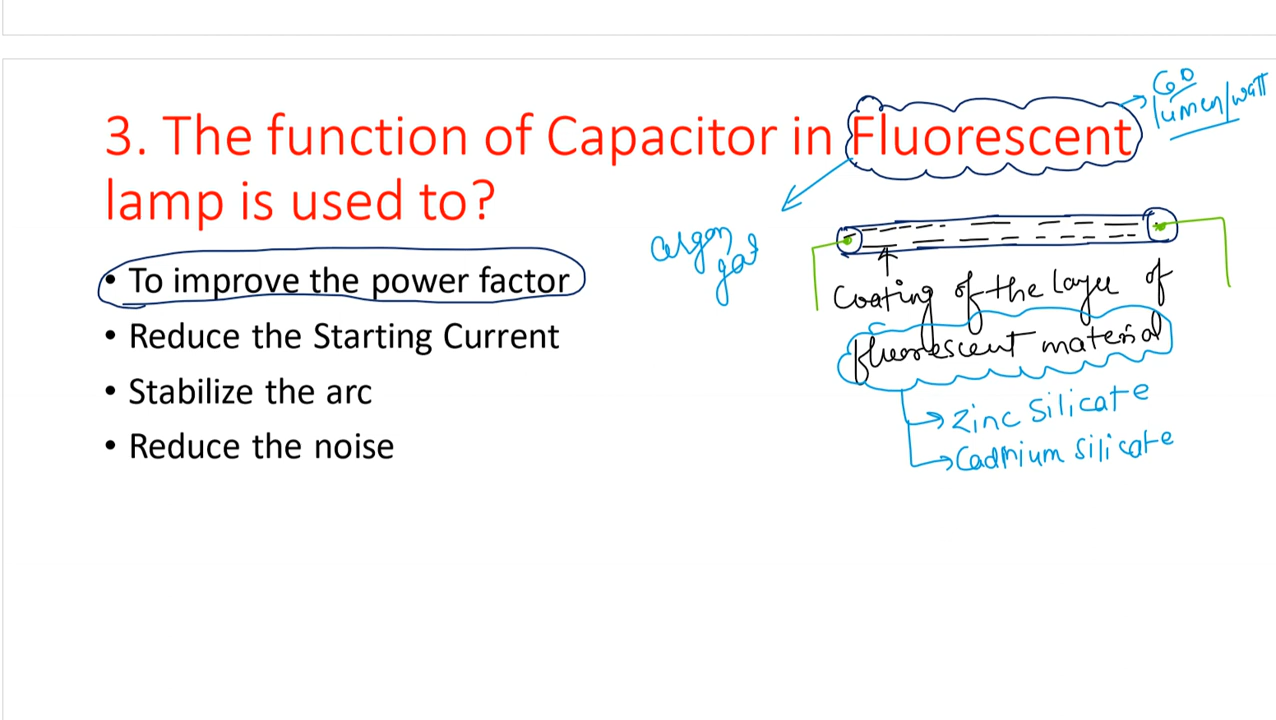 3. The function of Capacitor in Fluorescent
lamp is used to?
• To improve the power factor
• Reduce the Starting Current
• Stabilize the arc
• Reduce the noise
60
lumen/watt
argon
gas
Coating of the layer of
fluorescent material
Zinc Silicate
Cadmium Silicate